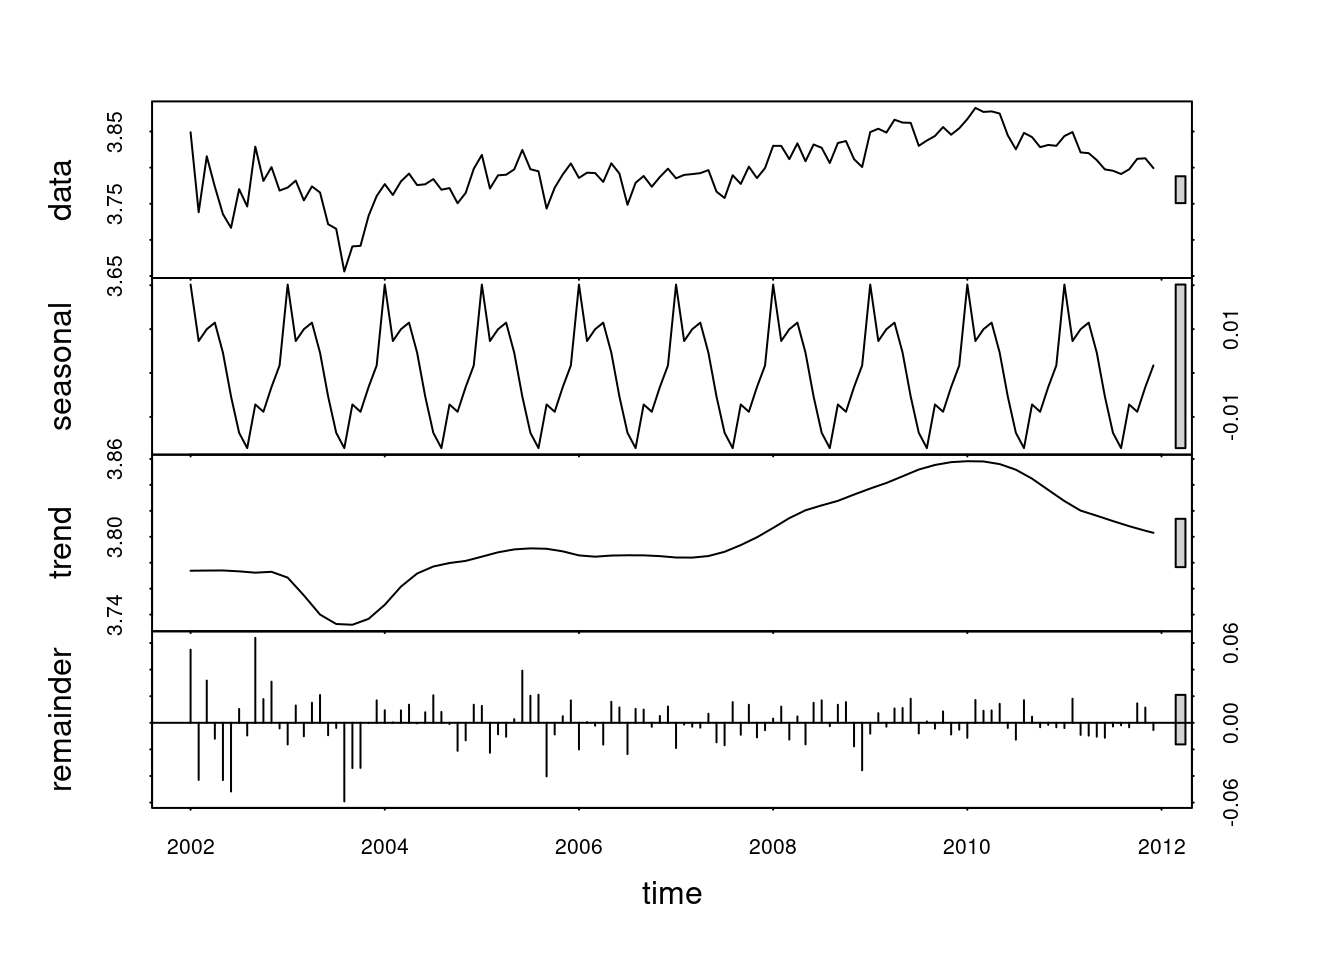 data
3.65 3.75 3.85
seasonal
-0.01 0.01
trend
3.74 3.80 3.86
remainder
-0.06 0.00 0.06
2002 2004 2006 2008 2010 2012
time